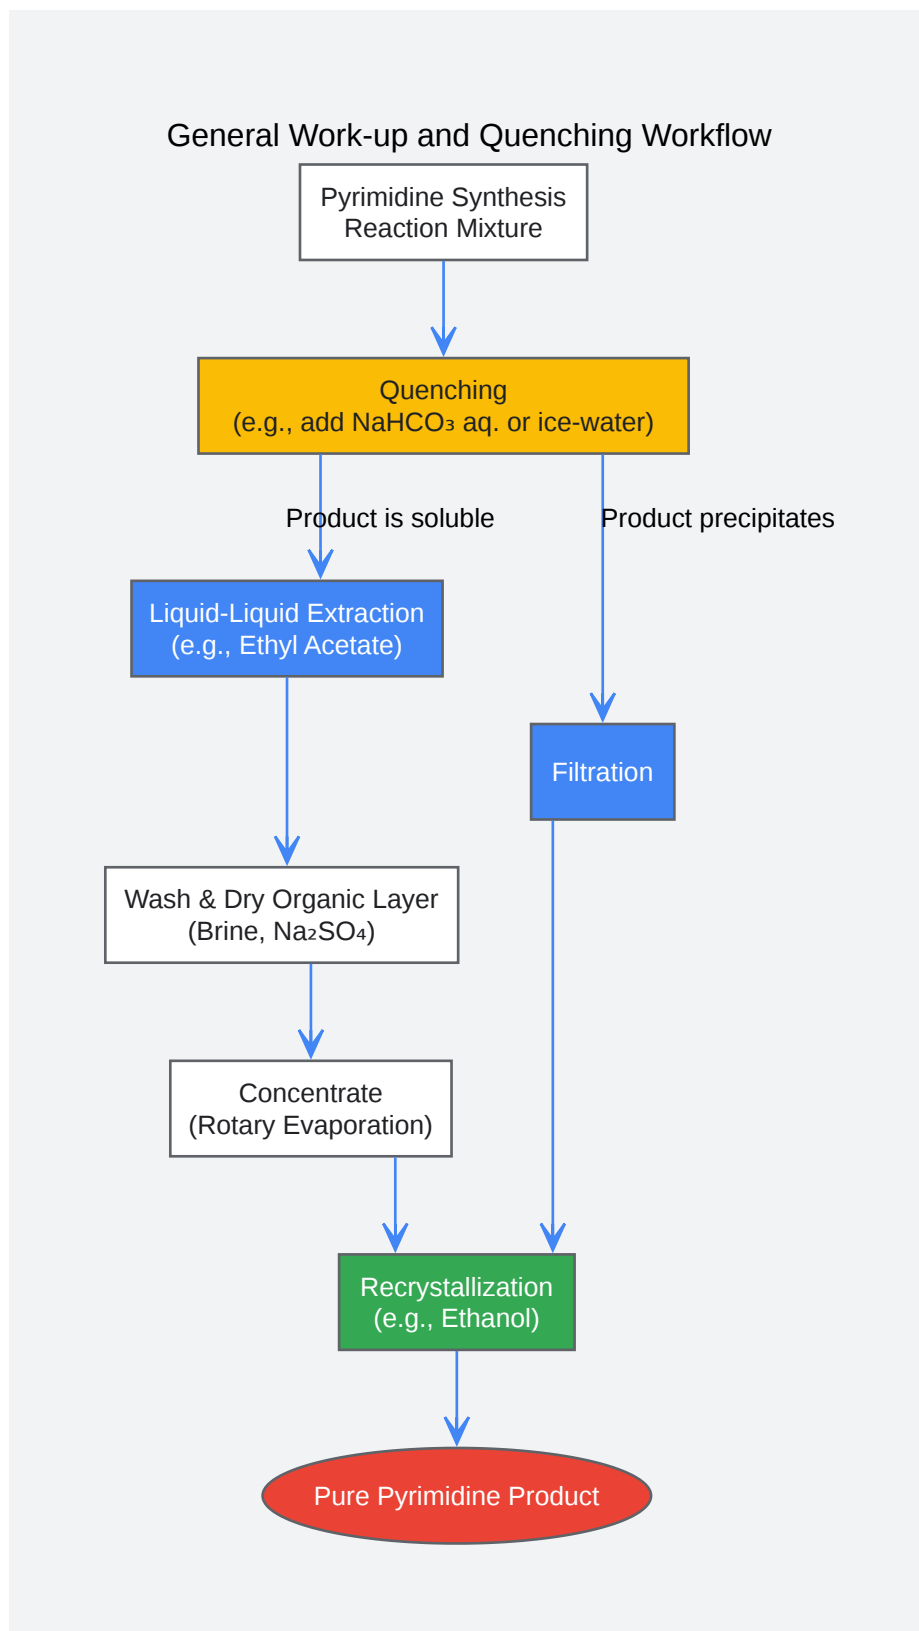 General Work-up and Quenching Workflow
Pyrimidine Synthesis
Reaction Mixture
Quenching
(e.g., add NaHCO₃ aq. or ice-water)
Product is soluble
Product precipitates
Liquid-Liquid Extraction
(e.g., Ethyl Acetate)
Filtration
Wash & Dry Organic Layer
(Brine, Na₂SO₄)
Concentrate
(Rotary Evaporation)
Recrystallization
(e.g., Ethanol)
Pure Pyrimidine Product